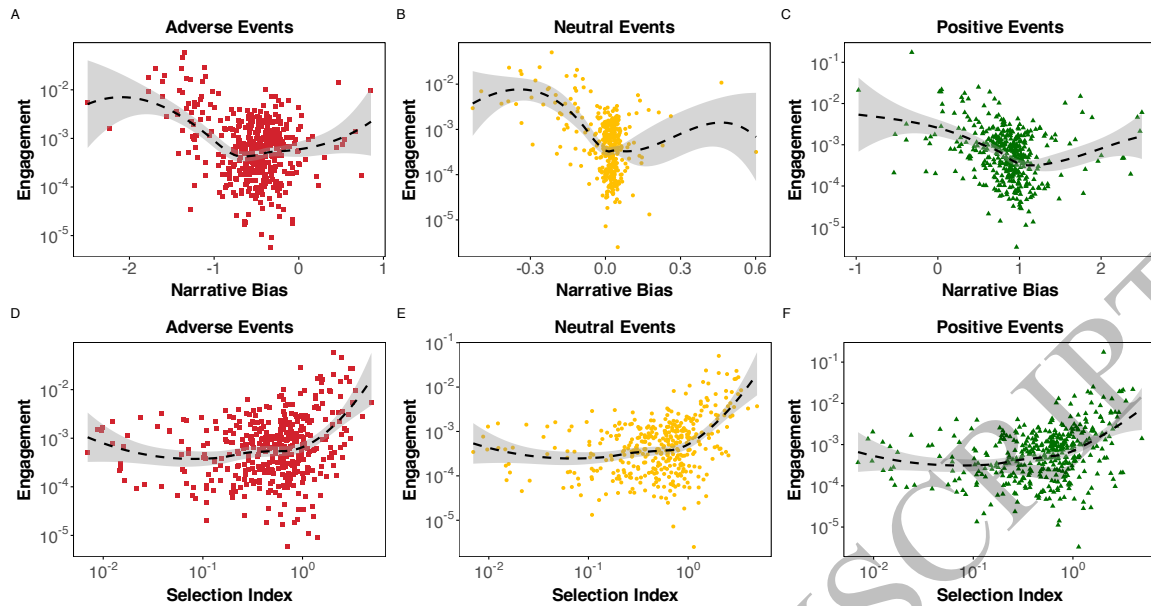 A
Adverse Events
Engagement
10^-2
10^-3
10^-4
10^-5
-2
-1
0
1
Narrative Bias
B
Neutral Events
Engagement
10^-2
10^-3
10^-4
10^-5
-0.3
0.0
0.3
0.6
Narrative Bias
C
Positive Events
Engagement
10^-1
10^-2
10^-3
10^-4
10^-5
-1
0
1
2
Narrative Bias
D
Adverse Events
Engagement
10^-2
10^-3
10^-4
10^-5
10^-2
10^-1
10^0
Selection Index
E
Neutral Events
Engagement
10^-1
10^-2
10^-3
10^-4
10^-5
10^-2
10^-1
10^0
Selection Index
F
Positive Events
Engagement
10^-1
10^-2
10^-3
10^-4
10^-5
10^-2
10^-1
10^0
Selection Index
SCRIPT